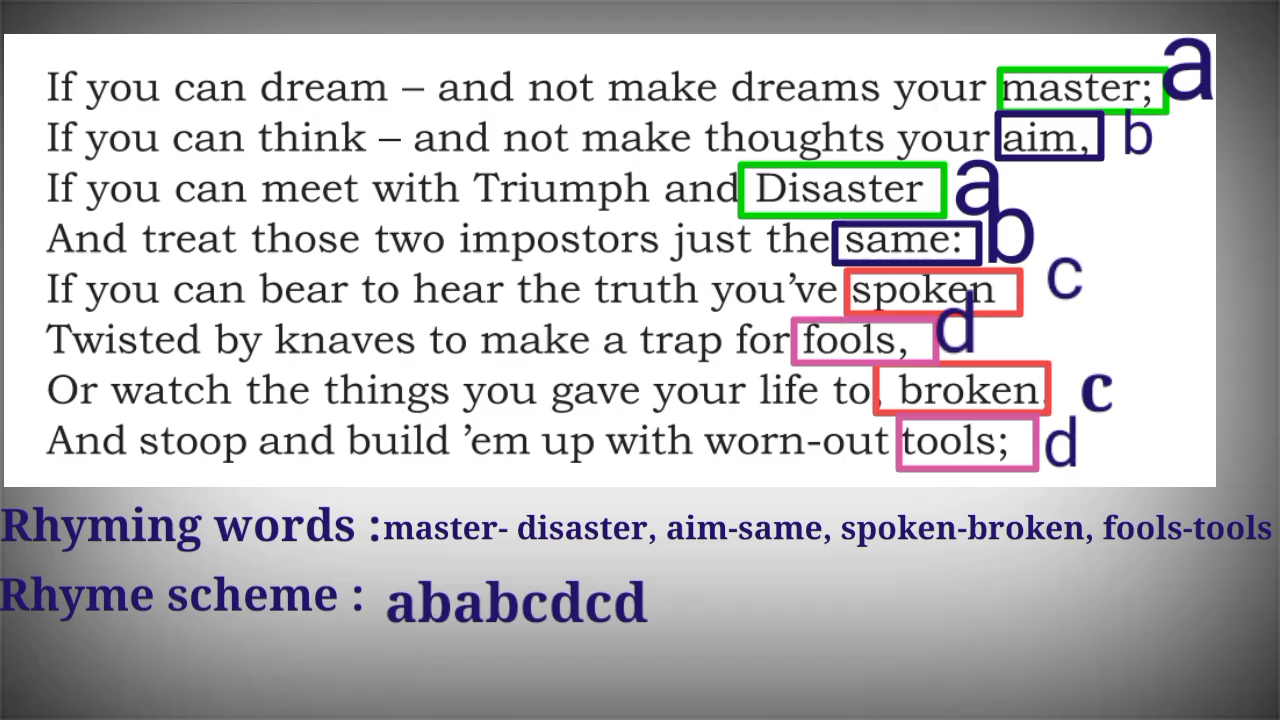 If you can dream – and not make dreams your master; a
If you can think – and not make thoughts your aim, b
If you can meet with Triumph and Disaster a
And treat those two impostors just the same: b
If you can bear to hear the truth you’ve spoken c
Twisted by knaves to make a trap for fools, d
Or watch the things you gave your life to, broken, c
And stoop and build ’em up with worn-out tools; d
Rhyming words :master- disaster, aim-same, spoken-broken, fools-tools
Rhyme scheme : ababcdcd